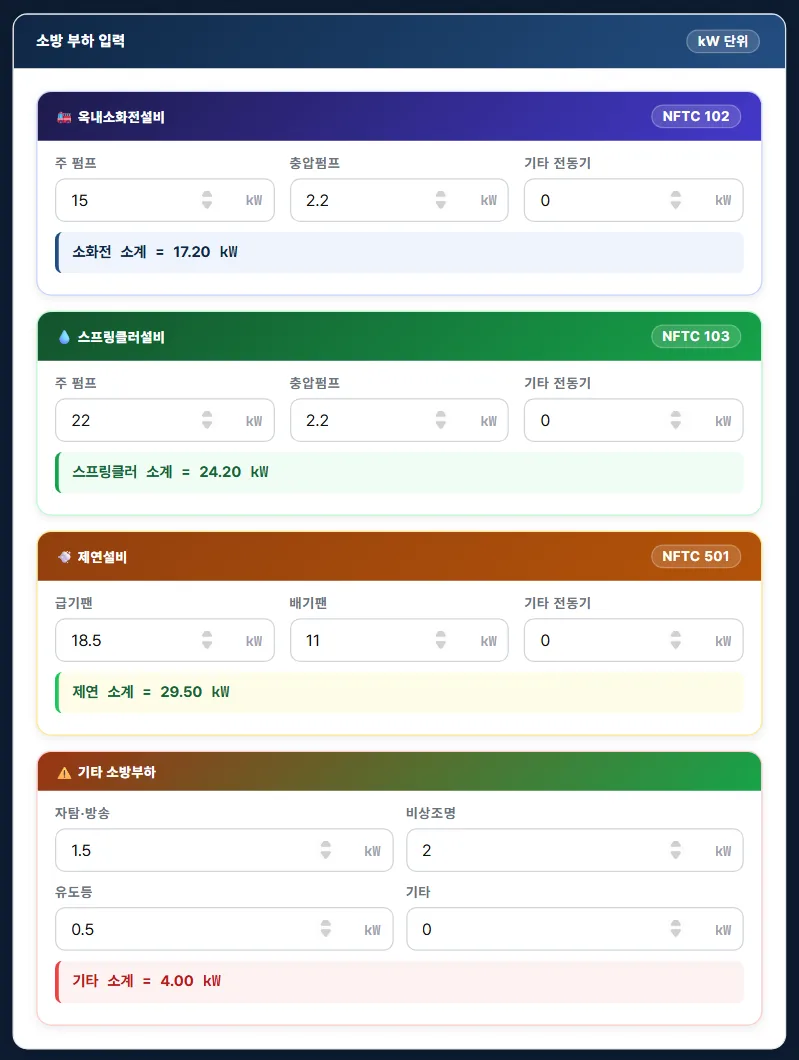 소방 부하 입력
kW 단위
🚒 옥내소화전설비
NFTC 102
주 펌프
충압펌프
기타 전동기
15 kW
2.2 kW
0 kW
소화전 소계 = 17.20 kW
💧 스프링클러설비
NFTC 103
주 펌프
충압펌프
기타 전동기
22 kW
2.2 kW
0 kW
스프링클러 소계 = 24.20 kW
제연설비
NFTC 501
급기팬
배기팬
기타 전동기
18.5 kW
11 kW
0 kW
제연 소계 = 29.50 kW
⚠️ 기타 소방부하
자탐·방송
비상조명
1.5 kW
2 kW
유도등
기타
0.5 kW
0 kW
기타 소계 = 4.00 kW